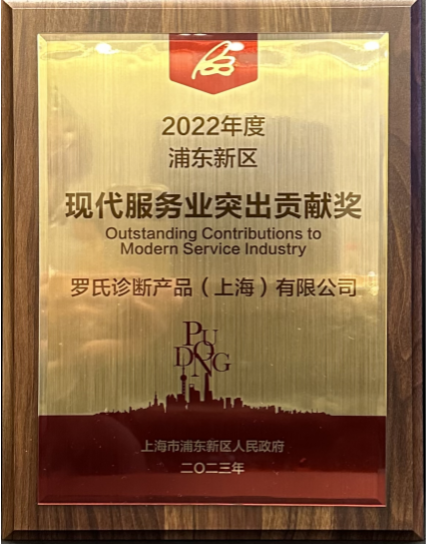 2022年度
浦东新区
现代服务业突出贡献奖
Outstanding Contributions to
Modern Service Industry
罗氏诊断产品（上海）有限公司
PU
DONG
上海市浦东新区人民政府
二〇二三年